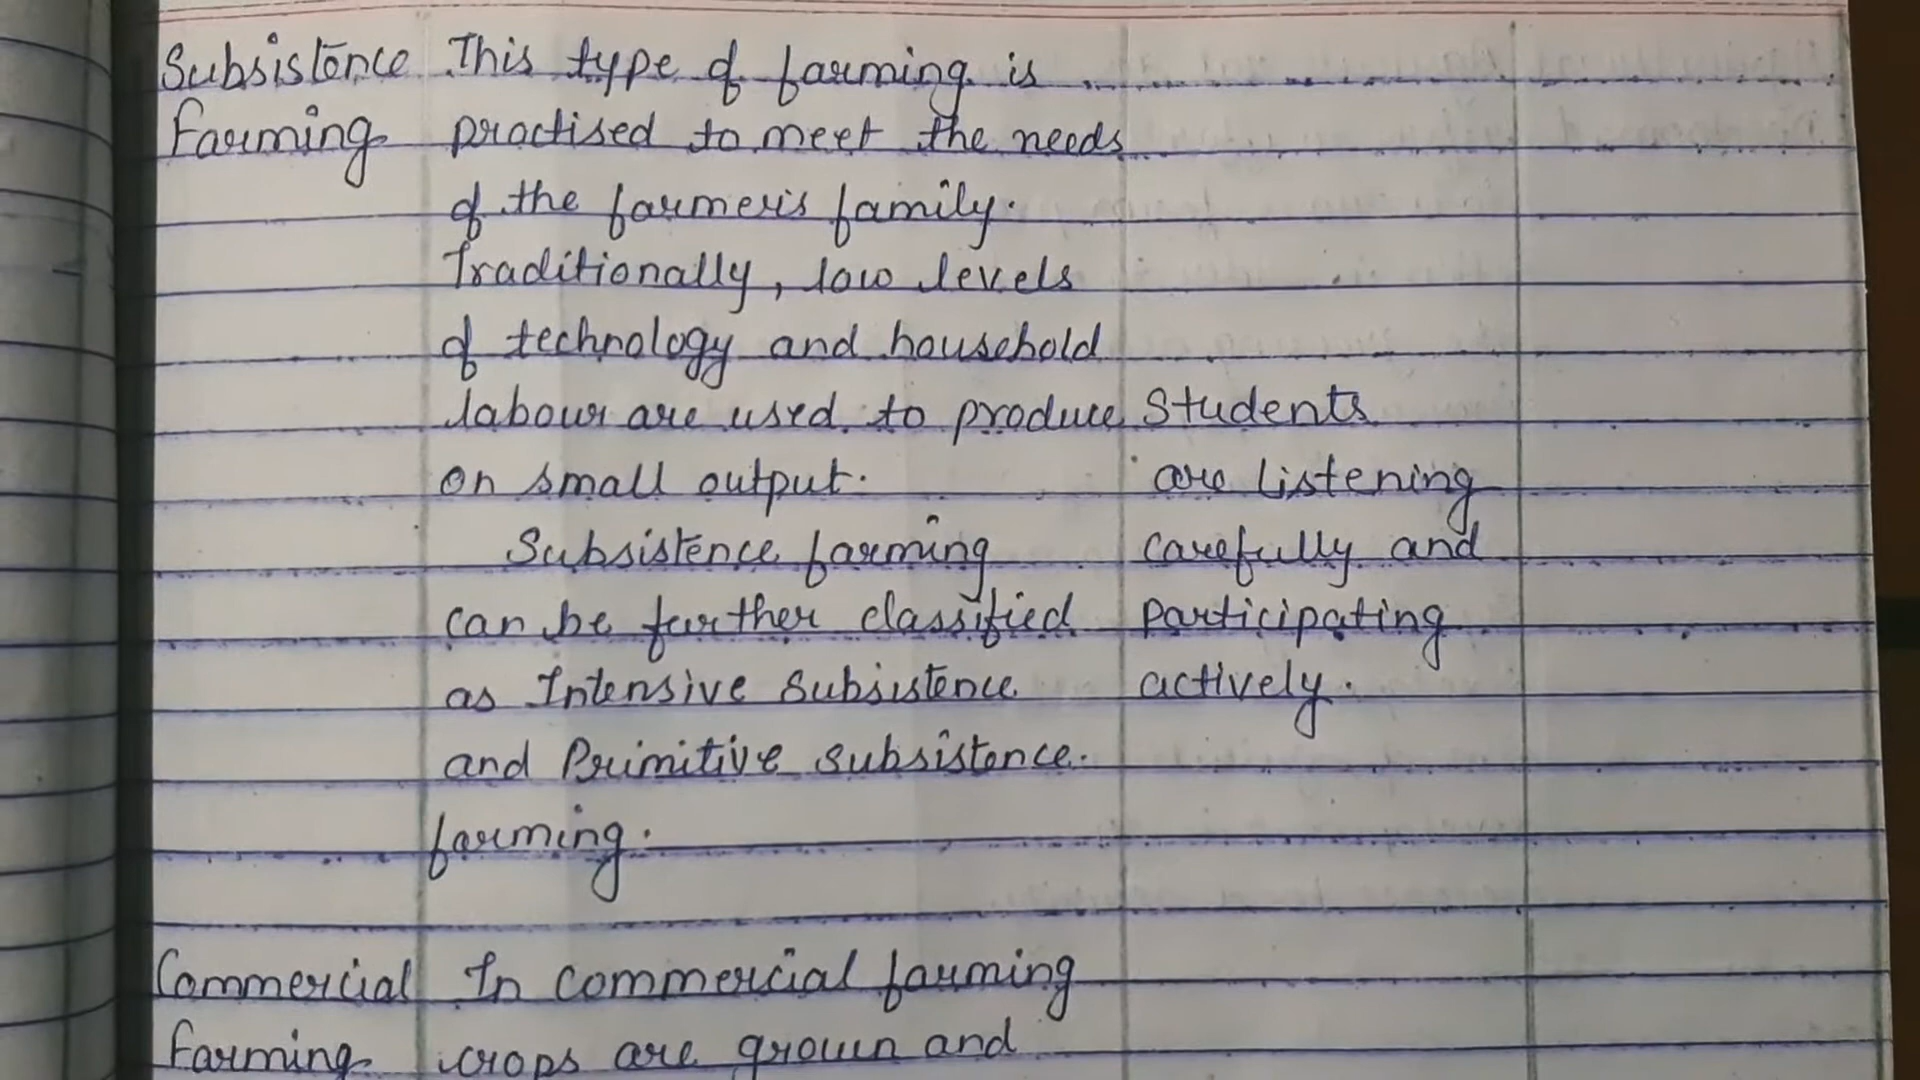 Subsistence This type of farming is
Farming practised to meet the needs
of the farmer's family.
Traditionally, low levels
of technology and household
labour are used to produce Students
on small output. are listening
Subsistence farming carefully and
can be further classified participating
as Intensive Subsistence actively.
and Primitive subsistence.
farming.
Commercial In commercial farming
Farming crops are grown and